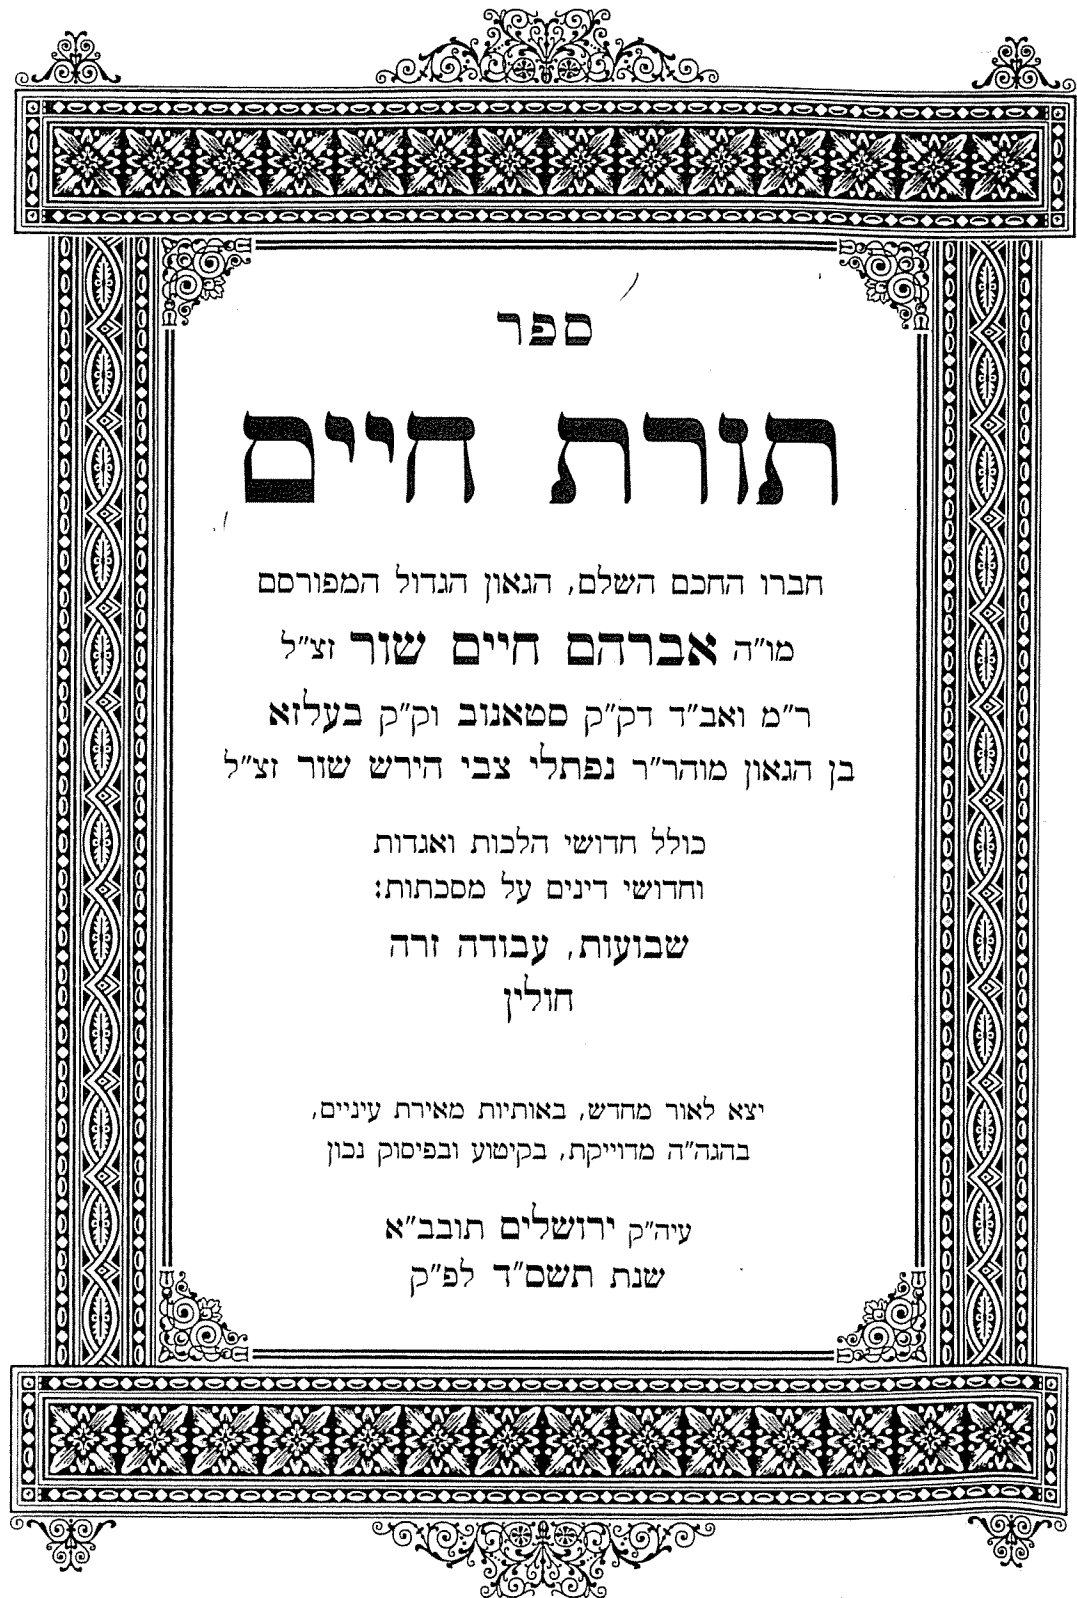 ספר
תורת חיים
חברו החכם השלם, הגאון הגדול המפורסם
מו״ה אברהם חיים שור זצ״ל
ר״מ ואב״ד דק״ק סטאנוב וק״ק בעלזא
בן הגאון מוהר״ר נפתלי צבי הירש שור זצ״ל
כולל חדושי הלכות ואגדות
וחדושי דינים על מסכתות:
שבועות, עבודה זרה
חולין
יצא לאור מחדש, באותיות מאירת עיניים,
בהגה״ה מדוייקת, בקיטוע ובפיסוק נכון
עיה״ק ירושלים תובב״א
שנת תשס״ד לפ״ק